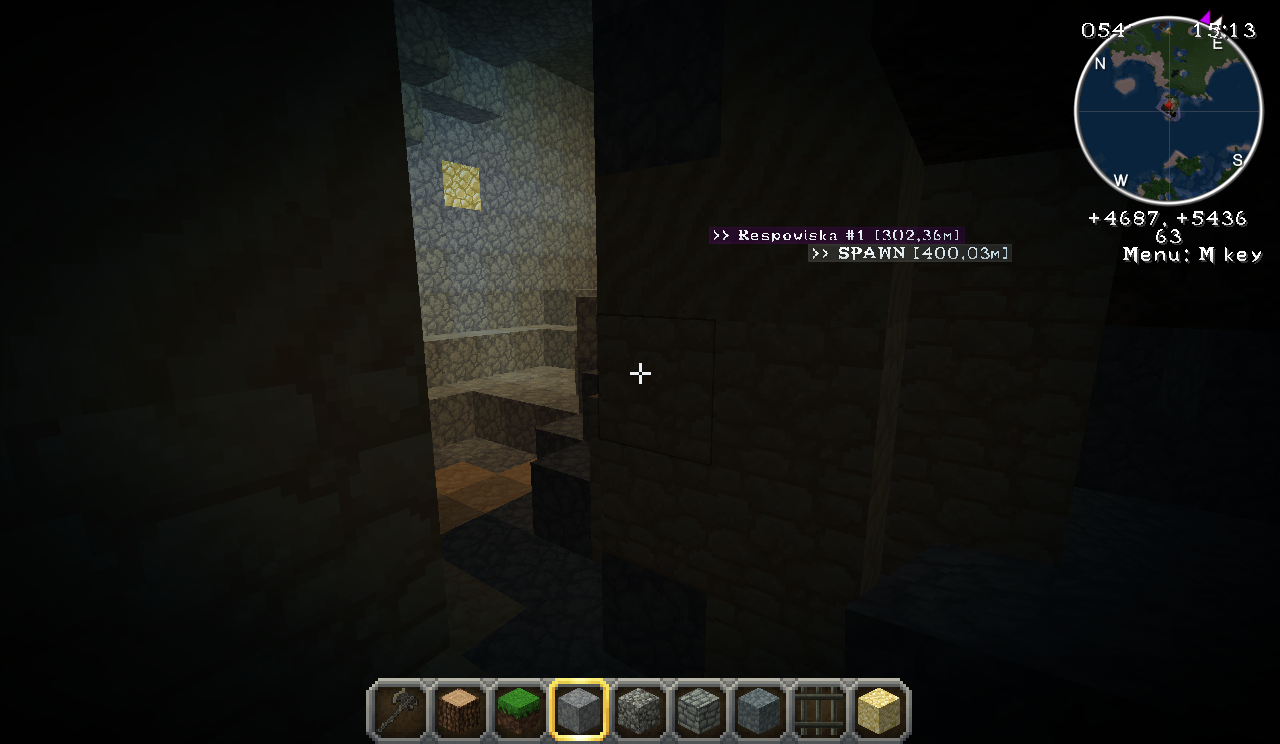 054 15:13
N
E
S
W
+4687, +5436
63
Menu: M key
>> Respowiska #1 [302,36m]
>> SPAWN [400,03m]